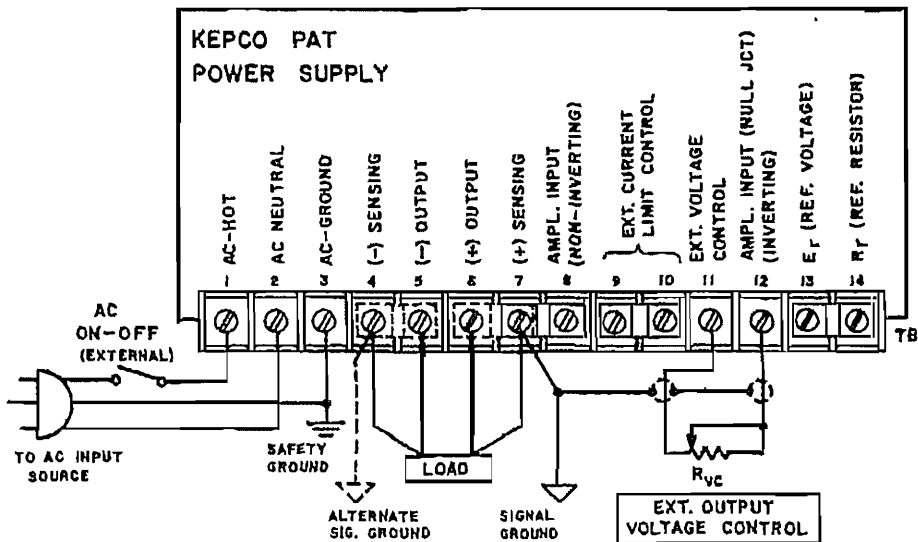 KEPCO PAT
POWER SUPPLY
AC-HOT
AC NEUTRAL
AC-GROUND
(-) SENSING
(-) OUTPUT
(+) OUTPUT
(+) SENSING
AMPL. INPUT
(NON-INVERTING)
EXT. CURRENT
LIMIT CONTROL
EXT. VOLTAGE
CONTROL
AMPL. INPUT (NULL JCT)
(INVERTING)
Er (REF. VOLTAGE)
Rr (REF. RESISTOR)
1 2 3 4 5 6 7 8 9 10 11 12 13 14
TB
AC
ON-OFF
(EXTERNAL)
TO AC INPUT
SOURCE
SAFETY
GROUND
LOAD
ALTERNATE
SIG. GROUND
SIGNAL
GROUND
RVC
EXT. OUTPUT
VOLTAGE CONTROL